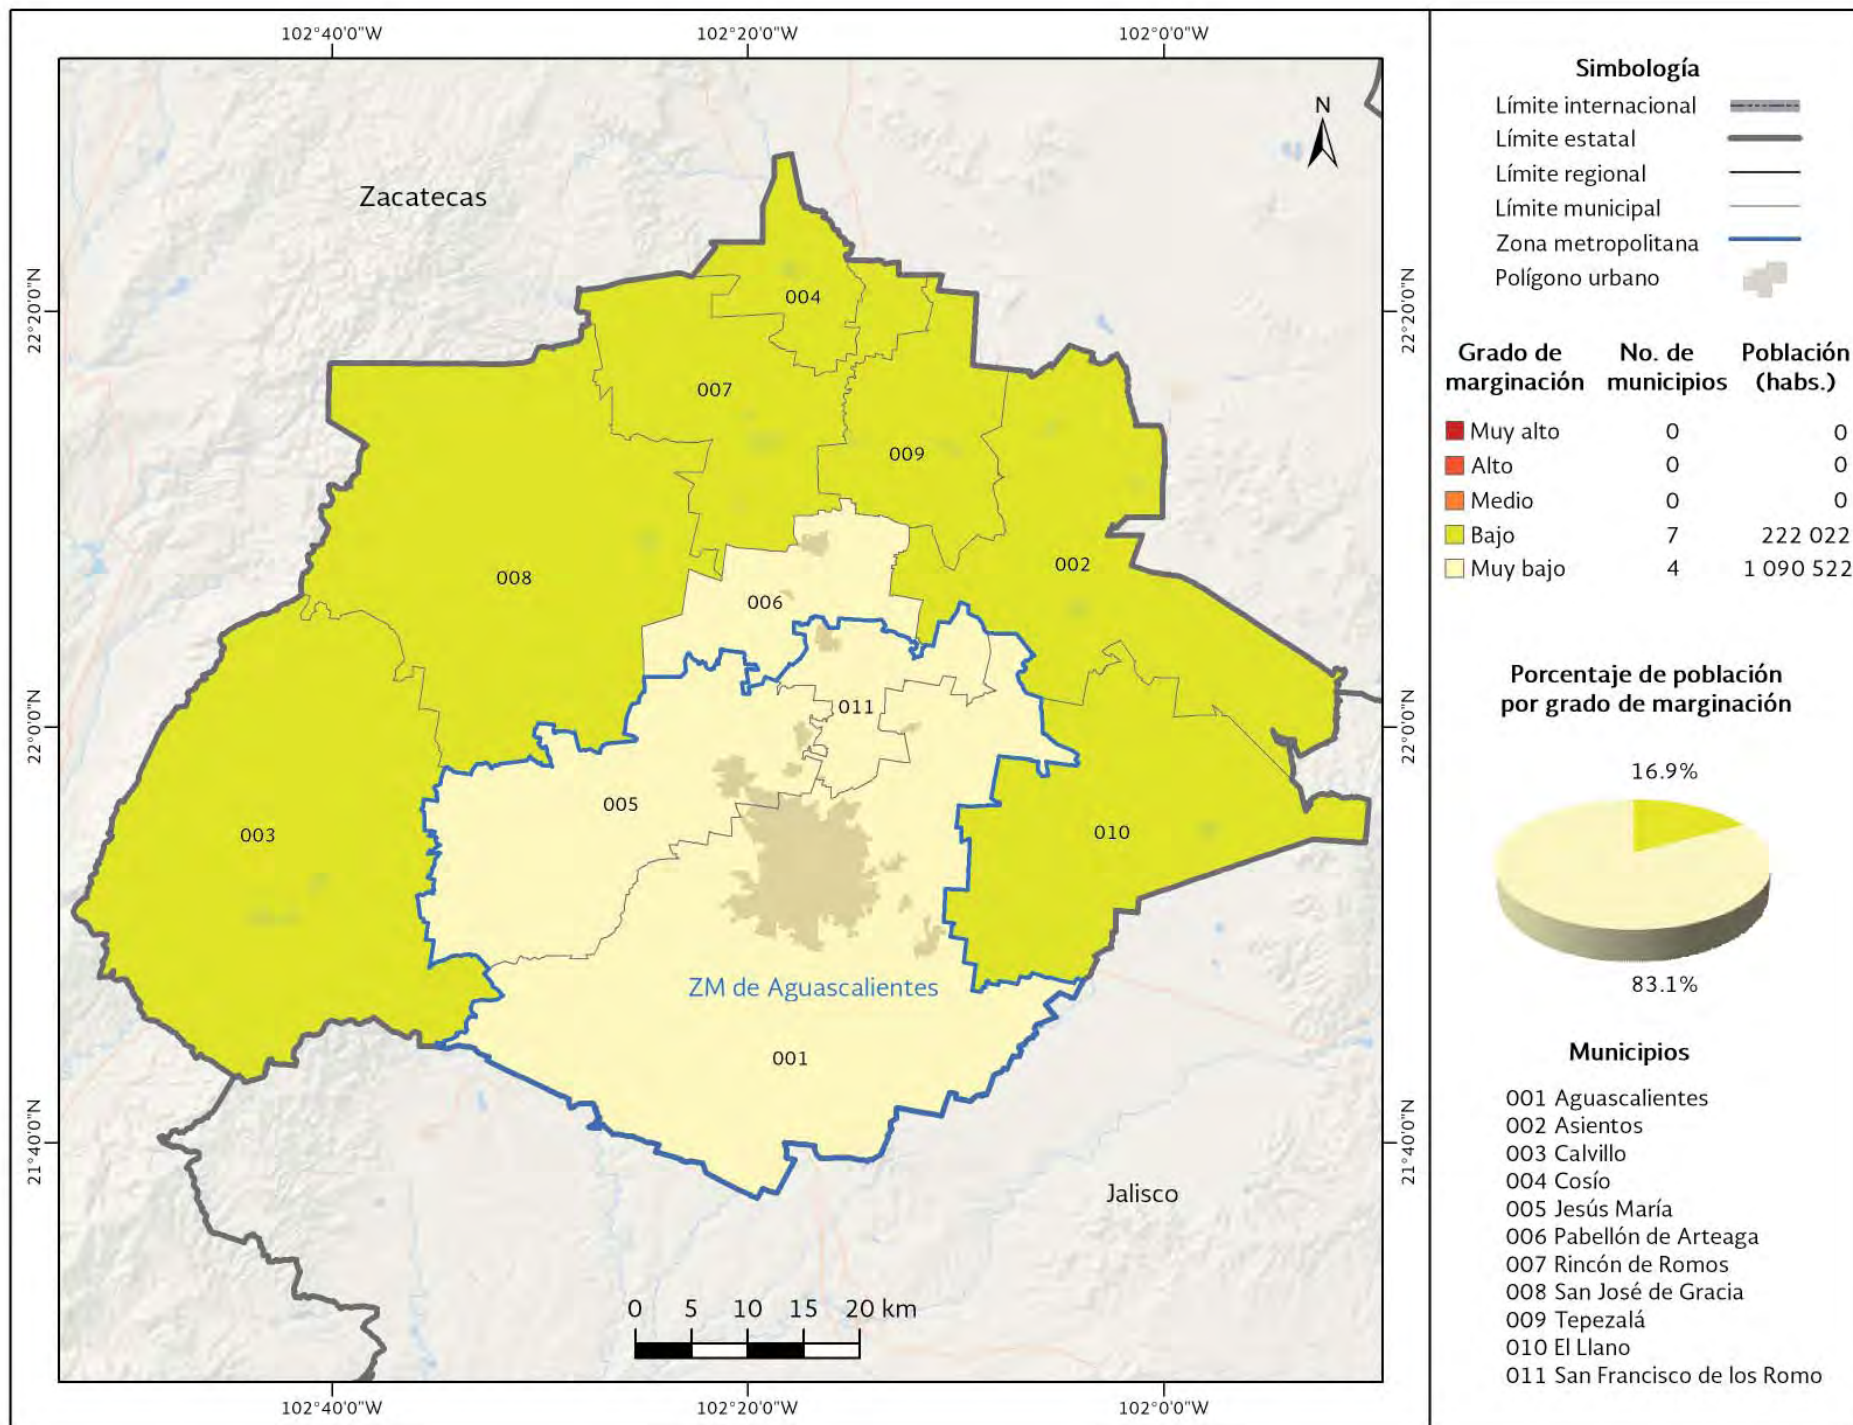 102°40'0"W 102°20'0"W 102°0'0"W
N
Zacatecas
22°20'0"N 22°20'0"N
004
007
009
008
002
006
22°0'0"N 22°0'0"N
011
005
003
010
ZM de Aguascalientes
001
21°40'0"N 21°40'0"N
Jalisco
0 5 10 15 20 km
102°40'0"W 102°20'0"W 102°0'0"W
Simbología
Límite internacional
Límite estatal
Límite regional
Límite municipal
Zona metropolitana
Polígono urbano
Grado de marginación No. de municipios Población (habs.)
Muy alto 0 0
Alto 0 0
Medio 0 0
Bajo 7 222 022
Muy bajo 4 1 090 522
Porcentaje de población
por grado de marginación
16.9%
83.1%
Municipios
001 Aguascalientes
002 Asientos
003 Calvillo
004 Cosío
005 Jesús María
006 Pabellón de Arteaga
007 Rincón de Romos
008 San José de Gracia
009 Tepezalá
010 El Llano
011 San Francisco de los Romo